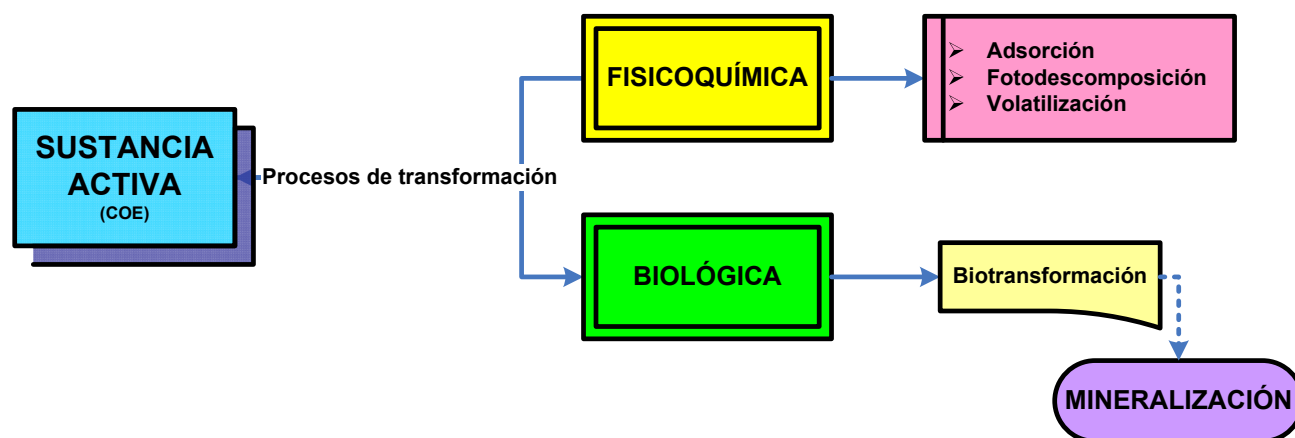 SUSTANCIA
ACTIVA
(COE)
Procesos de transformación
FISICOQUÍMICA
➢ Adsorción
➢ Fotodescomposición
➢ Volatilización
BIOLÓGICA
Biotransformación
MINERALIZACIÓN